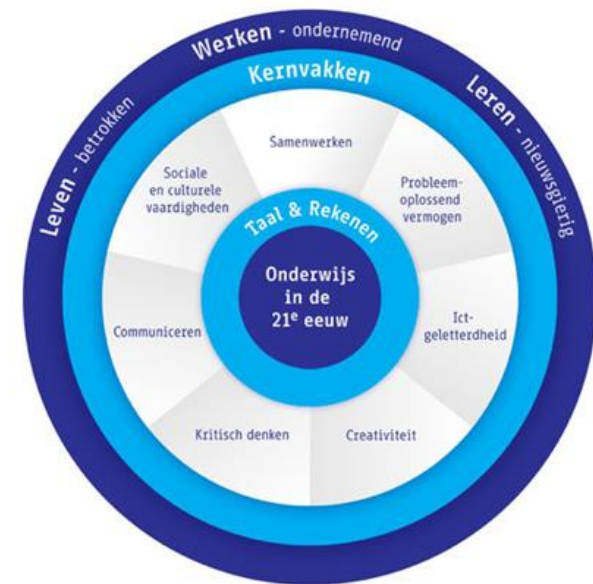 Werken - ondernemend
Leven - betrokken
Leren - nieuwsgierig
Kernvakken
Samenwerken
Probleem-
oplossend
vermogen
Ict-
geletterdheid
Creativiteit
Kritisch denken
Communiceren
Sociale
en culturele
vaardigheden
Taal & Rekenen
Onderwijs
in de
21e eeuw